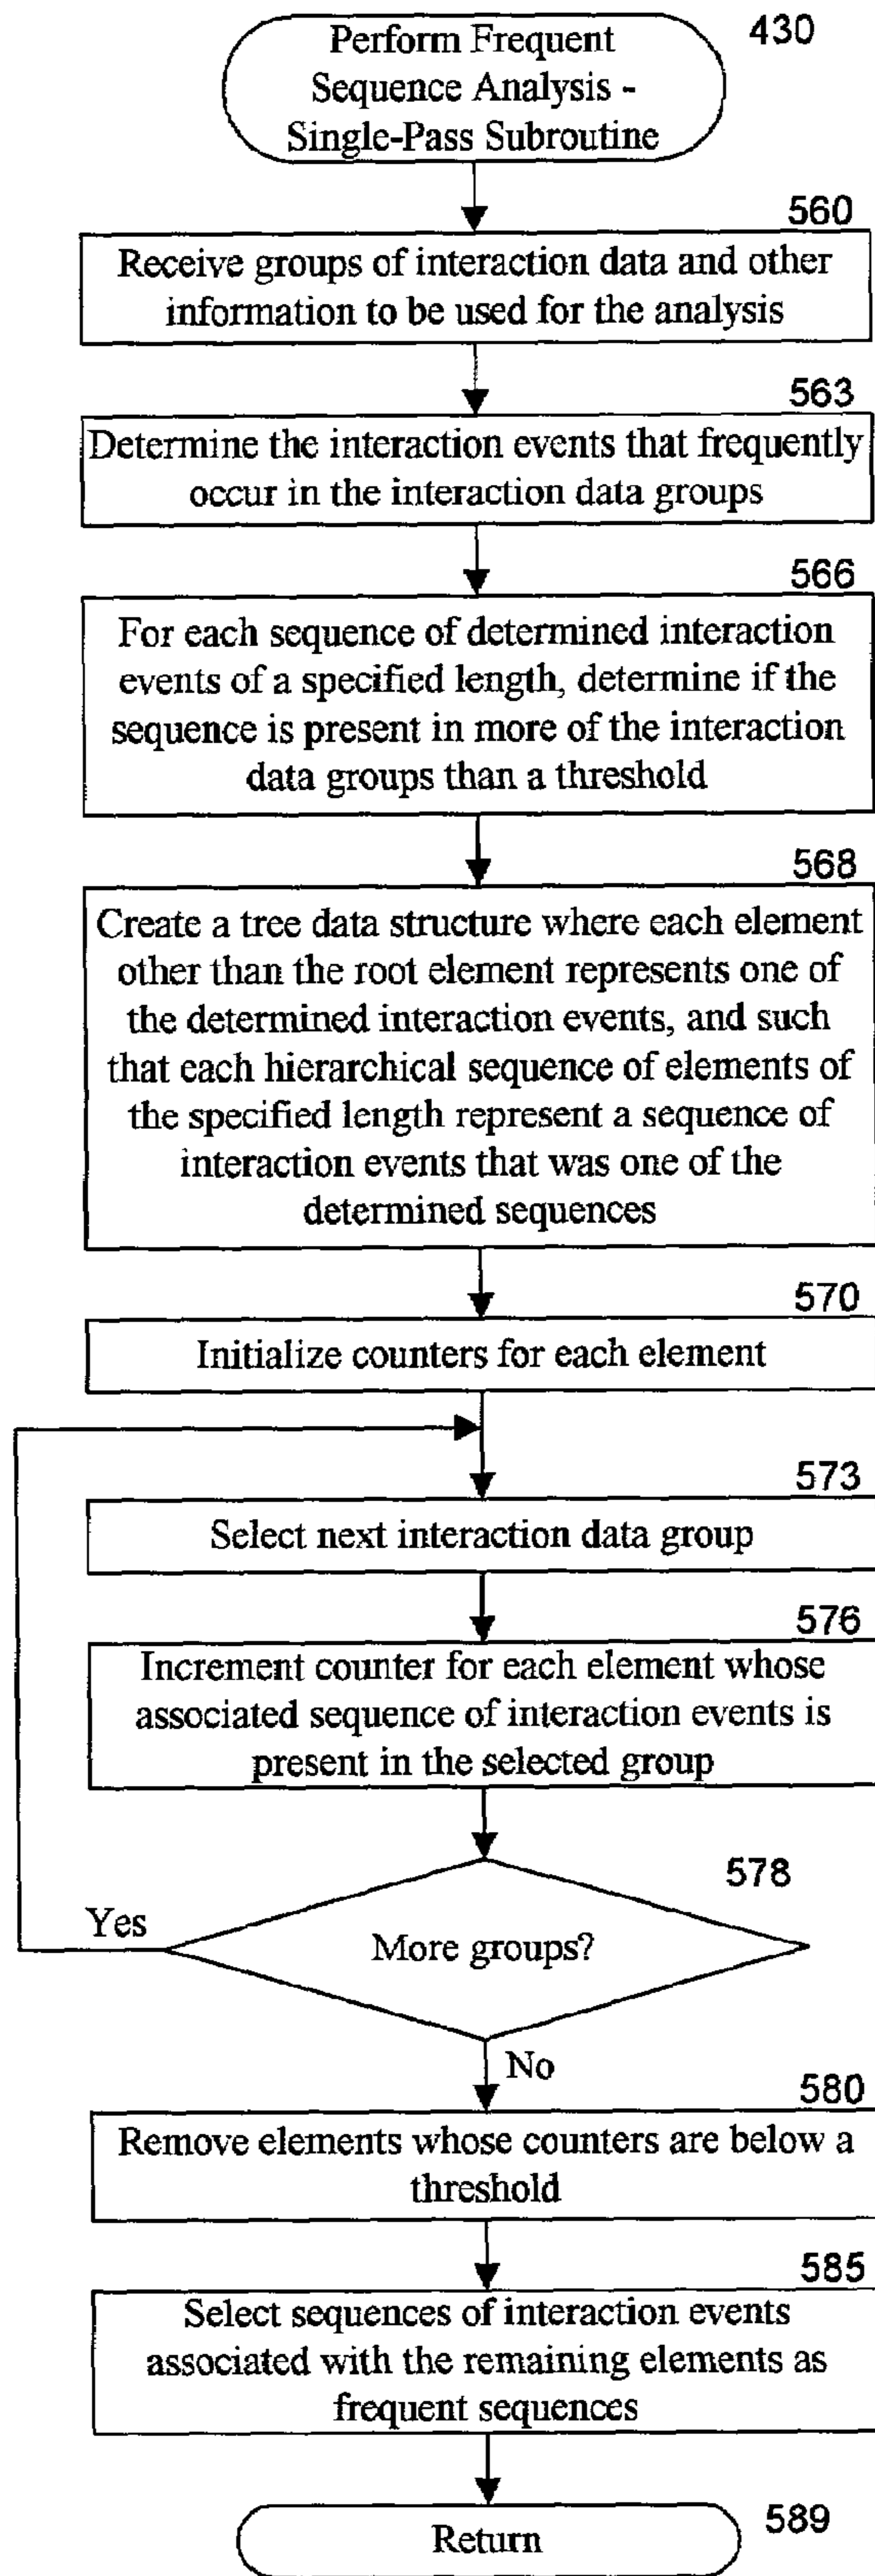 Perform Frequent
430
Sequence Analysis -
Single-Pass Subroutine
560
Receive groups of interaction data and other
information to be used for the analysis
563
Determine the interaction events that frequently
occur in the interaction data groups
566
For each sequence of determined interaction
events of a specified length, determine if the
sequence is present in more of the interaction
data groups than a threshold
568
Create a tree data structure where each element
other than the root element represents one of
the determined interaction events, and such
that each hierarchical sequence of elements of
the specified length represent a sequence of
interaction events that was one of the
determined sequences
570
Initialize counters for each element
573
Select next interaction data group
576
Increment counter for each element whose
associated sequence of interaction events is
present in the selected group
578
Yes
More groups?
No
580
Remove elements whose counters are below a
threshold
585
Select sequences of interaction events
associated with the remaining elements as
frequent sequences
589
Return